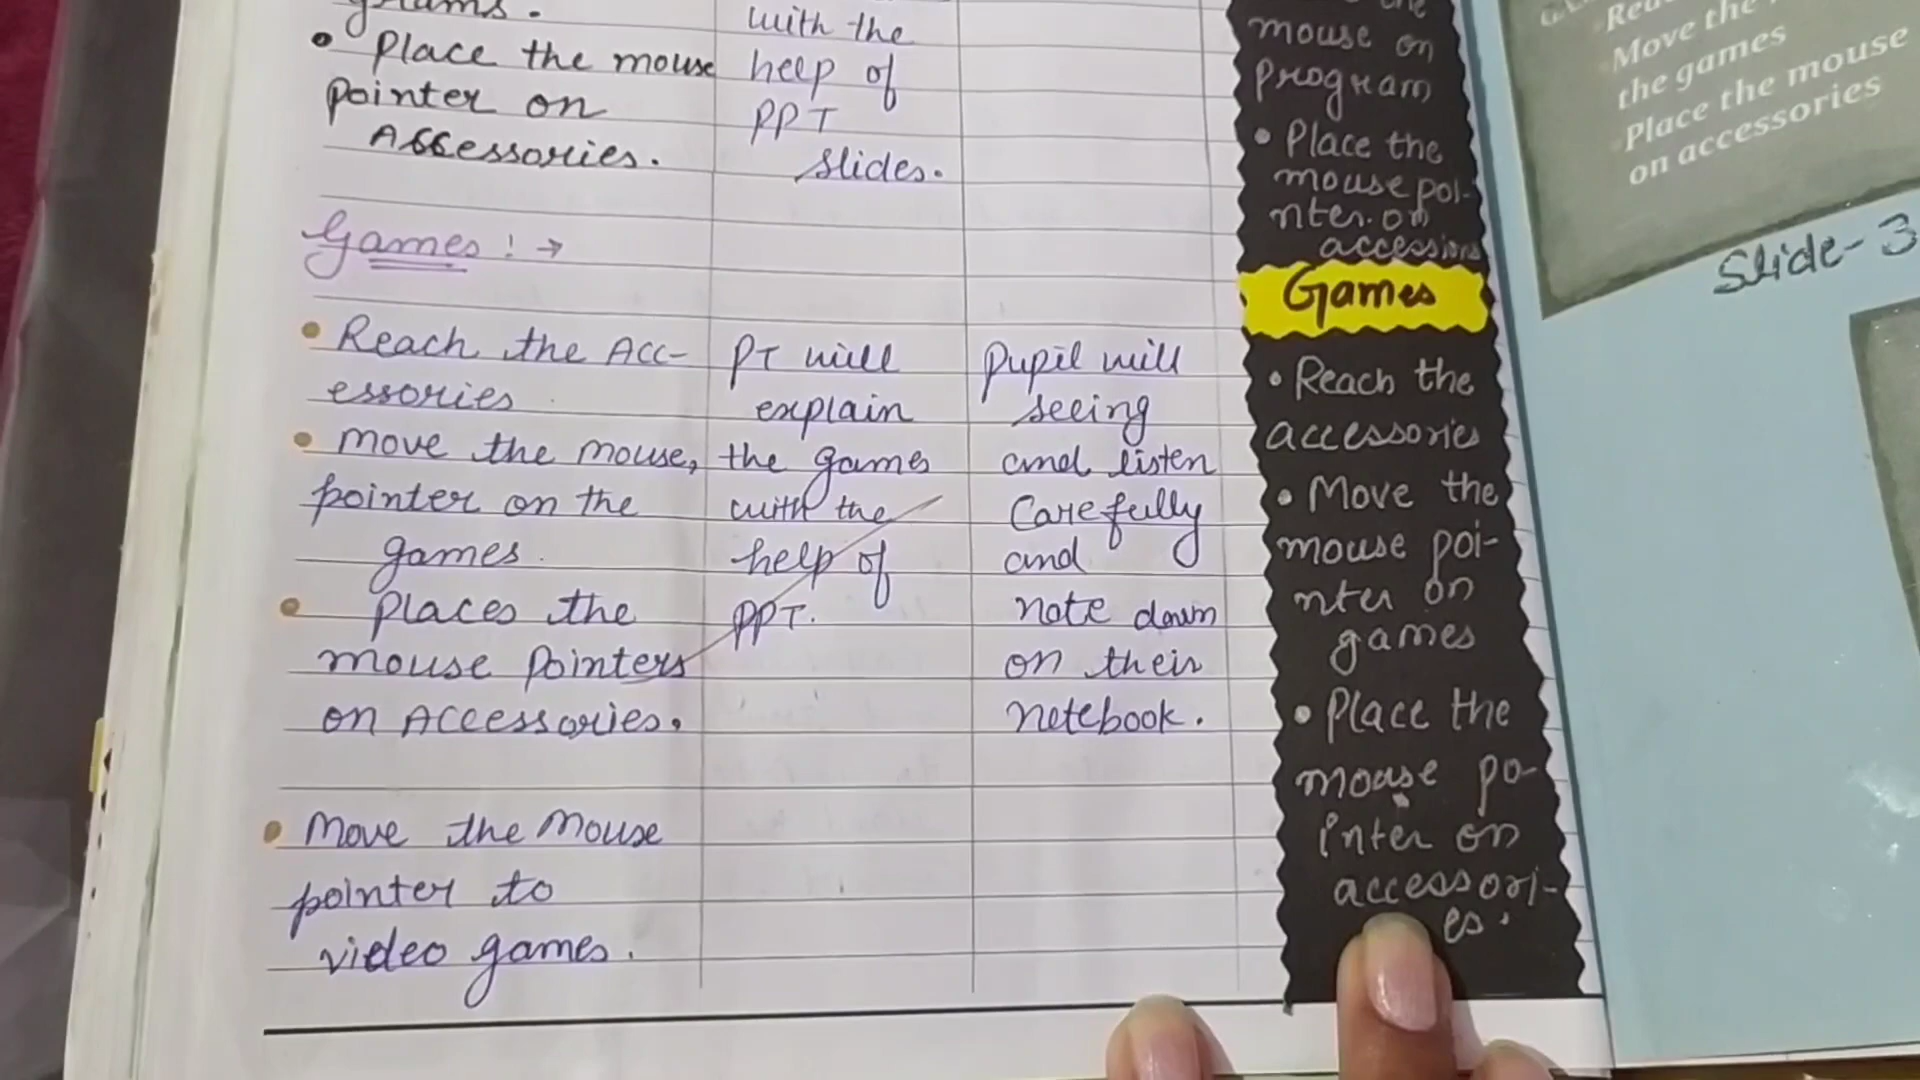 grams.
• Place the mouse
pointer on
Accessories.
Games : →
• Reach the Acc-
essories
• Move the mouse,
pointer on the
games.
• places the
mouse pointers
on Accessories.
• Move the Mouse
pointer to
video games.
with the
help of
PPT
slides.
PT will
explain
the games
with the
help of
PPT.
Pupil will
seeing
and listen
Carefully
and
note down
on their
notebook.
mouse on
program
• Place the
mouse poi-
nter on
accessions
Games
• Reach the
accessories
• Move the
mouse poi-
nter on
games
• Place the
mouse po-
inter on
accessori-
es.
Move the
the games
Place the mouse
on accessories
Slide-3